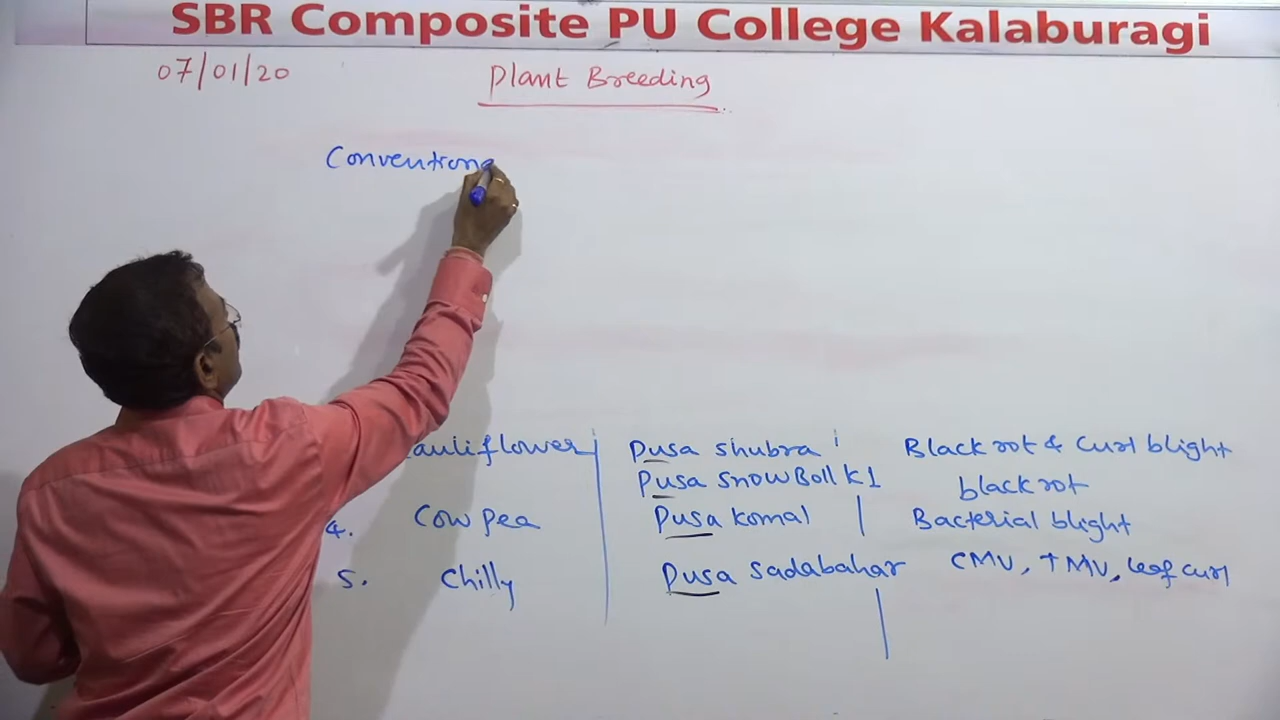 SBR Composite PU College Kalaburagi
07/01/20 Plant Breeding
Conventiona
auliflower Pusa shubra Black rot & Curl blight
Pusa snowBoll K1 black rot
4. Cow pea Pusa komal Bacterial blight
5. Chilly Pusa sadabahar CMV, TMV, leaf curl